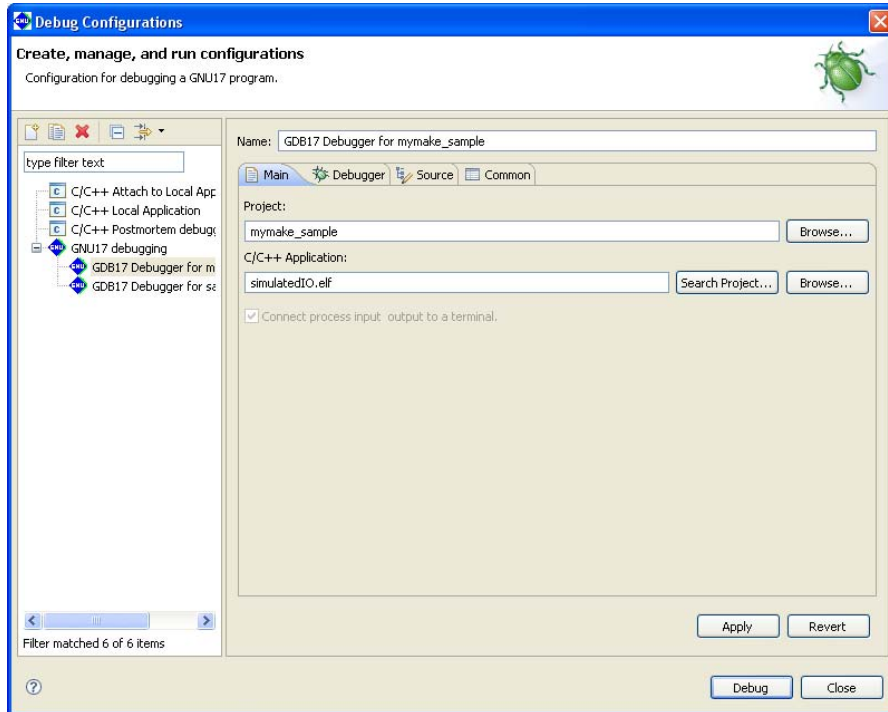 Debug Configurations
Create, manage, and run configurations
Configuration for debugging a GNU17 program.
type filter text
C/C++ Attach to Local App
C/C++ Local Application
C/C++ Postmortem debugg
GNU17 debugging
GDB17 Debugger for m
GDB17 Debugger for sa
Filter matched 6 of 6 items
Name: GDB17 Debugger for mymake_sample
Main Debugger Source Common
Project:
mymake_sample Browse...
C/C++ Application:
simulatedIO.elf Search Project... Browse...
Connect process input output to a terminal.
Apply Revert
Debug Close